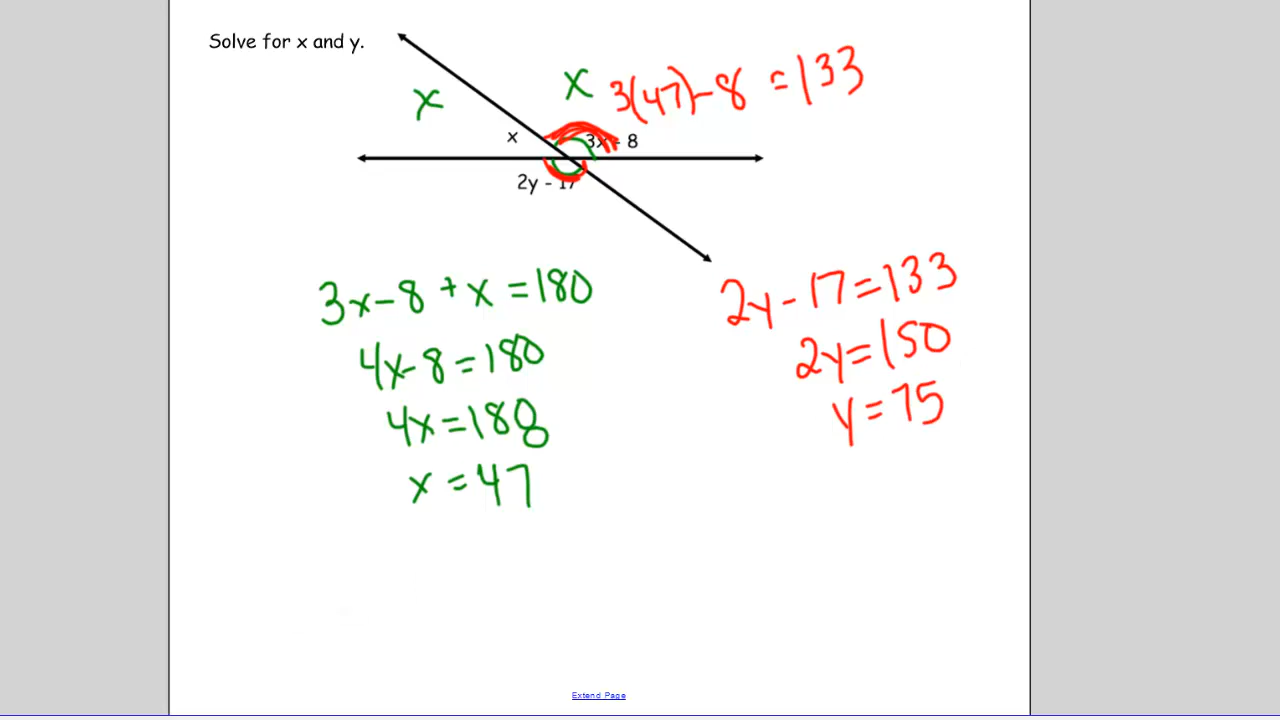 Solve for x and y.
x
x 3(47)-8 =133
x
3x - 8
2y - 17
3x-8 +x =180
4x-8=180
4x=188
x =47
2y-17=133
2y=150
y=75
Extend Page